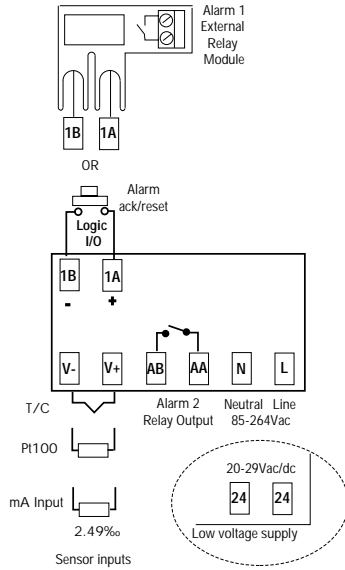 Alarm 1
External
Relay
Module
1B 1A
OR
Alarm
ack/reset
Logic
I/O
1B 1A
- +
V- V+ AB AA N L
T/C
Alarm 2
Relay Output
Neutral Line
85-264Vac
Pt100
mA Input
2.49‰
Sensor inputs
20-29Vac/dc
24 24
Low voltage supply